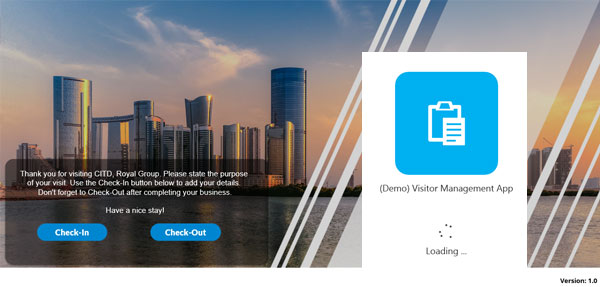 Thank you for visiting CITD, Royal Group. Please state the purpose
of your visit. Use the Check-In button below to add your details.
Don't forget to Check-Out after completing your business.
Have a nice stay!
Check-In
Check-Out
(Demo) Visitor Management App
Loading ...
Version: 1.0